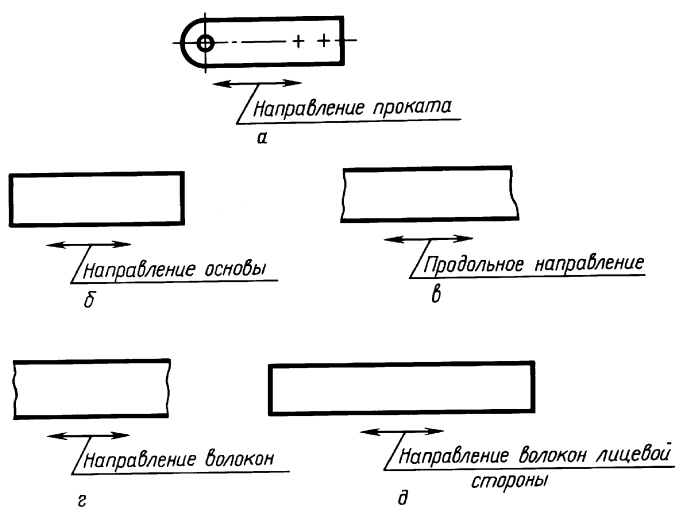 Направление проката
а
Направление основы
б
Продольное направление
в
Направление волокон
г
Направление волокон лицевой
стороны
д